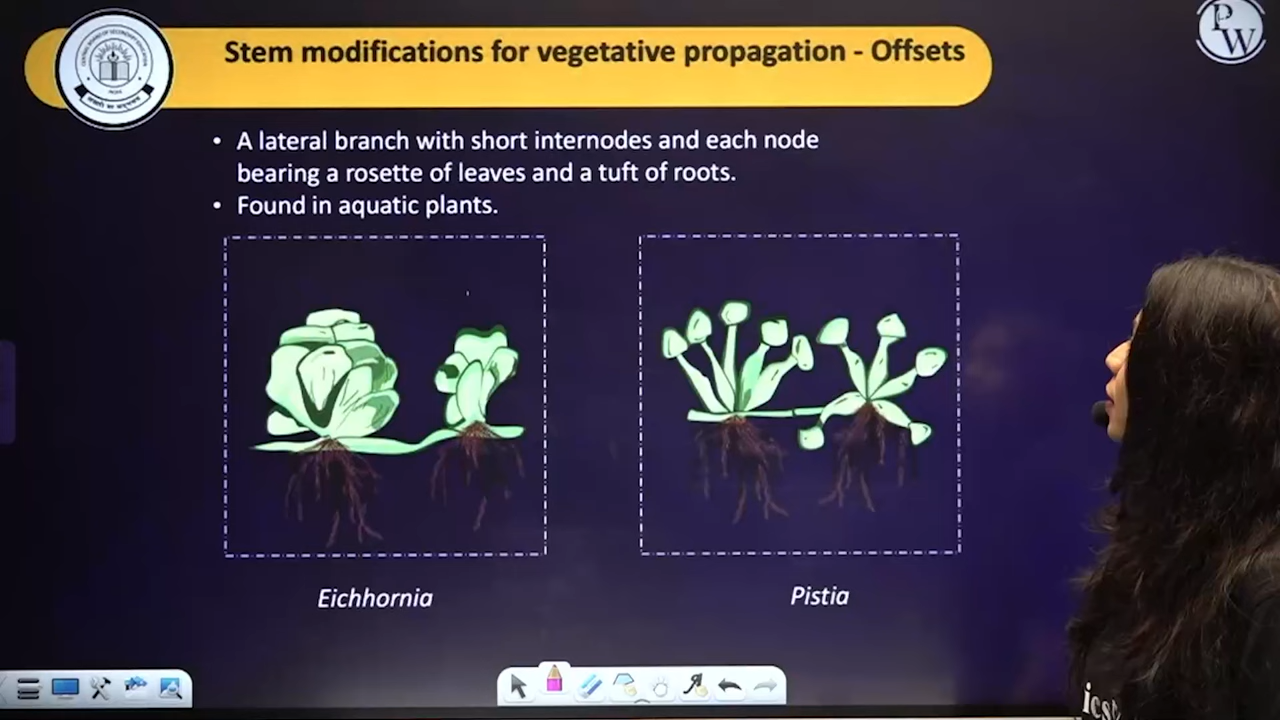 Stem modifications for vegetative propagation - Offsets
P
W
• A lateral branch with short internodes and each node
bearing a rosette of leaves and a tuft of roots.
• Found in aquatic plants.
Eichhornia
Pistia